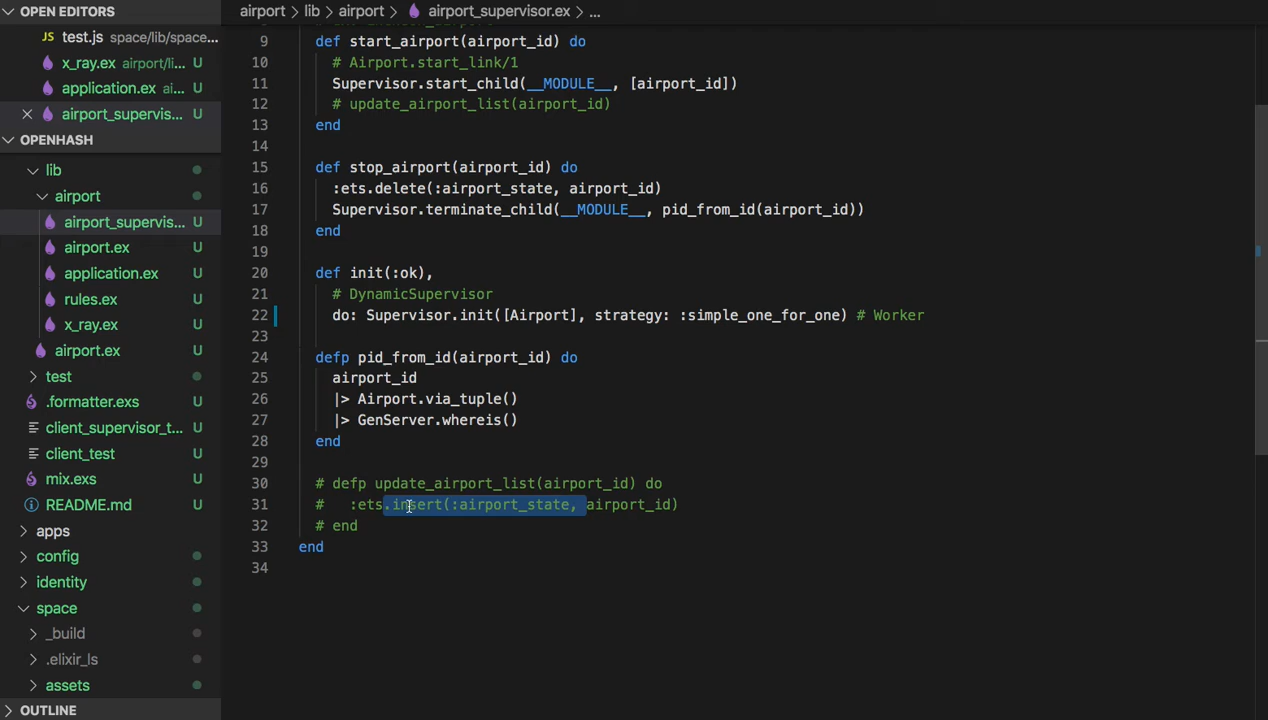 OPEN EDITORS
test.js space/lib/space...
x_ray.ex airport/li... U
application.ex ai... U
airport_supervis... U
OPENHASH
lib
airport
airport_supervis... U
airport.ex U
application.ex U
rules.ex U
x_ray.ex U
airport.ex U
test
.formatter.exs U
client_supervisor_t... U
client_test U
mix.exs U
README.md U
apps
config
identity
space
_build
.elixir_ls
assets
OUTLINE
airport > lib > airport > airport_supervisor.ex > ...
9 def start_airport(airport_id) do
10 # Airport.start_link/1
11 Supervisor.start_child(__MODULE__, [airport_id])
12 # update_airport_list(airport_id)
13 end
14
15 def stop_airport(airport_id) do
16 :ets.delete(:airport_state, airport_id)
17 Supervisor.terminate_child(__MODULE__, pid_from_id(airport_id))
18 end
19
20 def init(:ok),
21 # DynamicSupervisor
22 do: Supervisor.init([Airport], strategy: :simple_one_for_one) # Worker
23
24 defp pid_from_id(airport_id) do
25 airport_id
26 |> Airport.via_tuple()
27 |> GenServer.whereis()
28 end
29
30 # defp update_airport_list(airport_id) do
31 # :ets.insert(:airport_state, airport_id)
32 # end
33 end
34